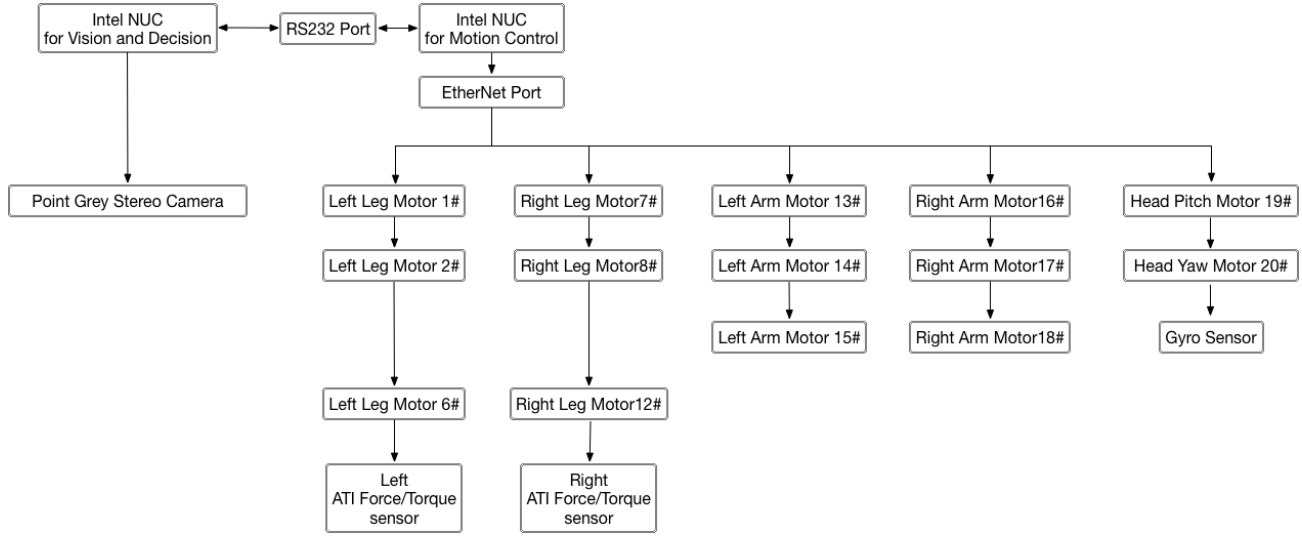 Intel NUC
for Vision and Decision
RS232 Port
Intel NUC
for Motion Control
EtherNet Port
Point Grey Stereo Camera
Left Leg Motor 1#
Right Leg Motor7#
Left Arm Motor 13#
Right Arm Motor16#
Head Pitch Motor 19#
Left Leg Motor 2#
Right Leg Motor8#
Left Arm Motor 14#
Right Arm Motor17#
Head Yaw Motor 20#
Left Arm Motor 15#
Right Arm Motor18#
Gyro Sensor
Left Leg Motor 6#
Right Leg Motor12#
Left
ATI Force/Torque
sensor
Right
ATI Force/Torque
sensor